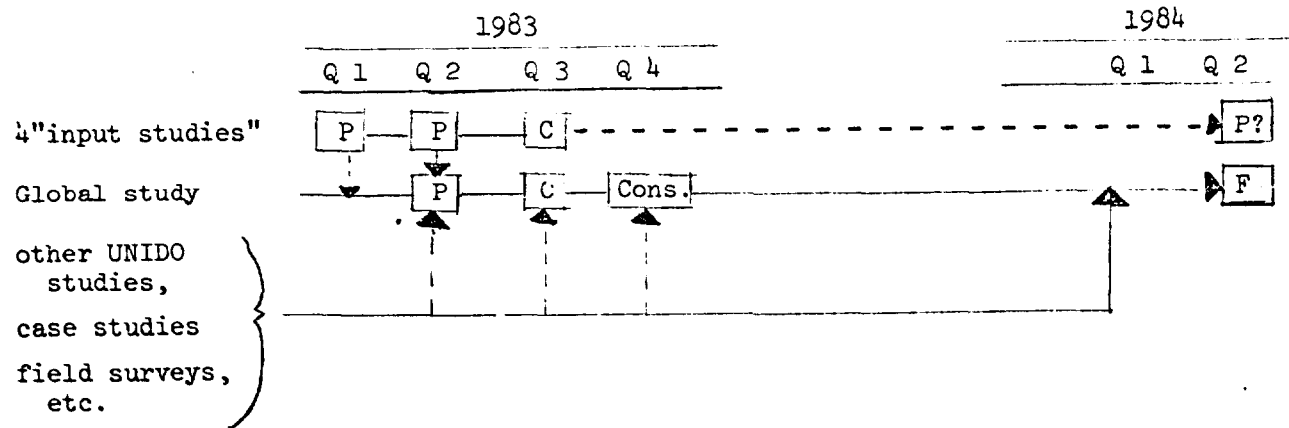 1983 1984
Q 1 Q 2 Q 3 Q 4 Q 1 Q 2
4"input studies" P P C P?
Global study P C Cons. F
other UNIDO
studies,
case studies
field surveys,
etc.